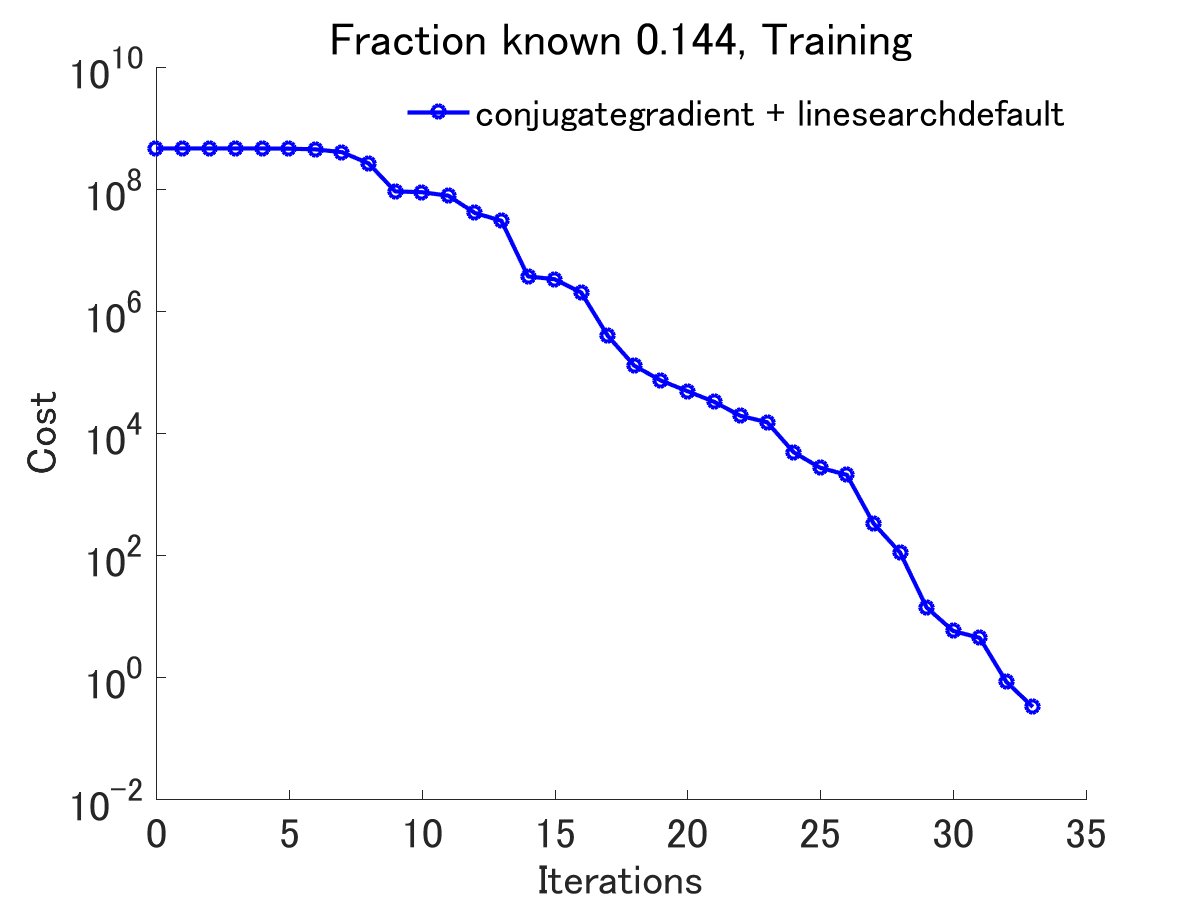 Fraction known 0.144, Training
conjugategradient + linesearchdefault
10^10
10^8
10^6
10^4
10^2
10^0
10^-2
Cost
0 5 10 15 20 25 30 35
Iterations